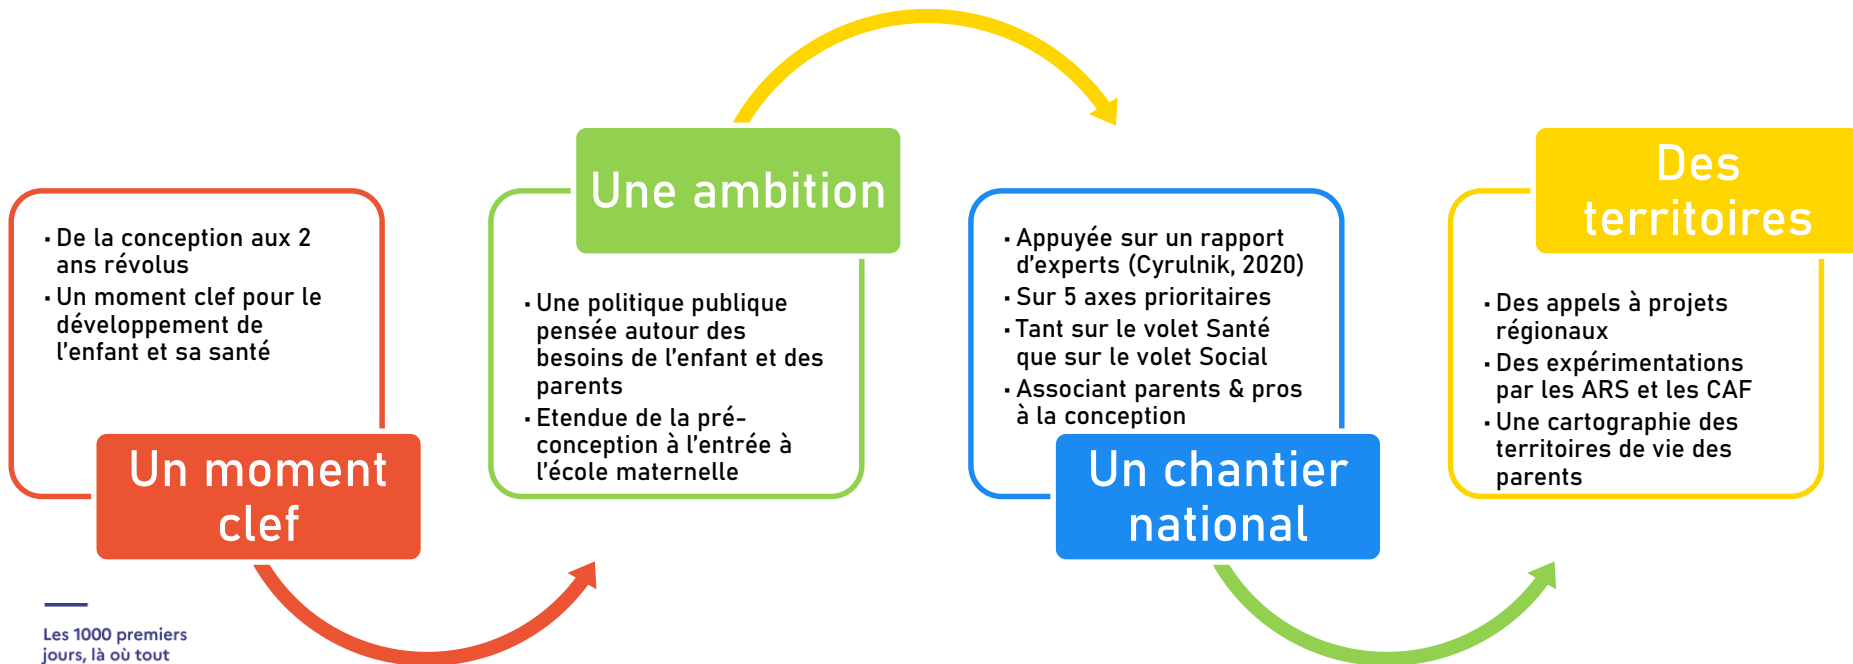 ▪ De la conception aux 2
ans révolus
▪ Un moment clef pour le
développement de
l'enfant et sa santé
Un moment
clef
Une ambition
▪ Une politique publique
pensée autour des
besoins de l'enfant et des
parents
▪ Etendue de la pré-
conception à l'entrée à
l'école maternelle
▪ Appuyée sur un rapport
d'experts (Cyrulnik, 2020)
▪ Sur 5 axes prioritaires
▪ Tant sur le volet Santé
que sur le volet Social
▪ Associant parents & pros
à la conception
Un chantier
national
Des
territoires
▪ Des appels à projets
régionaux
▪ Des expérimentations
par les ARS et les CAF
▪ Une cartographie des
territoires de vie des
parents
Les 1000 premiers
jours, là où tout